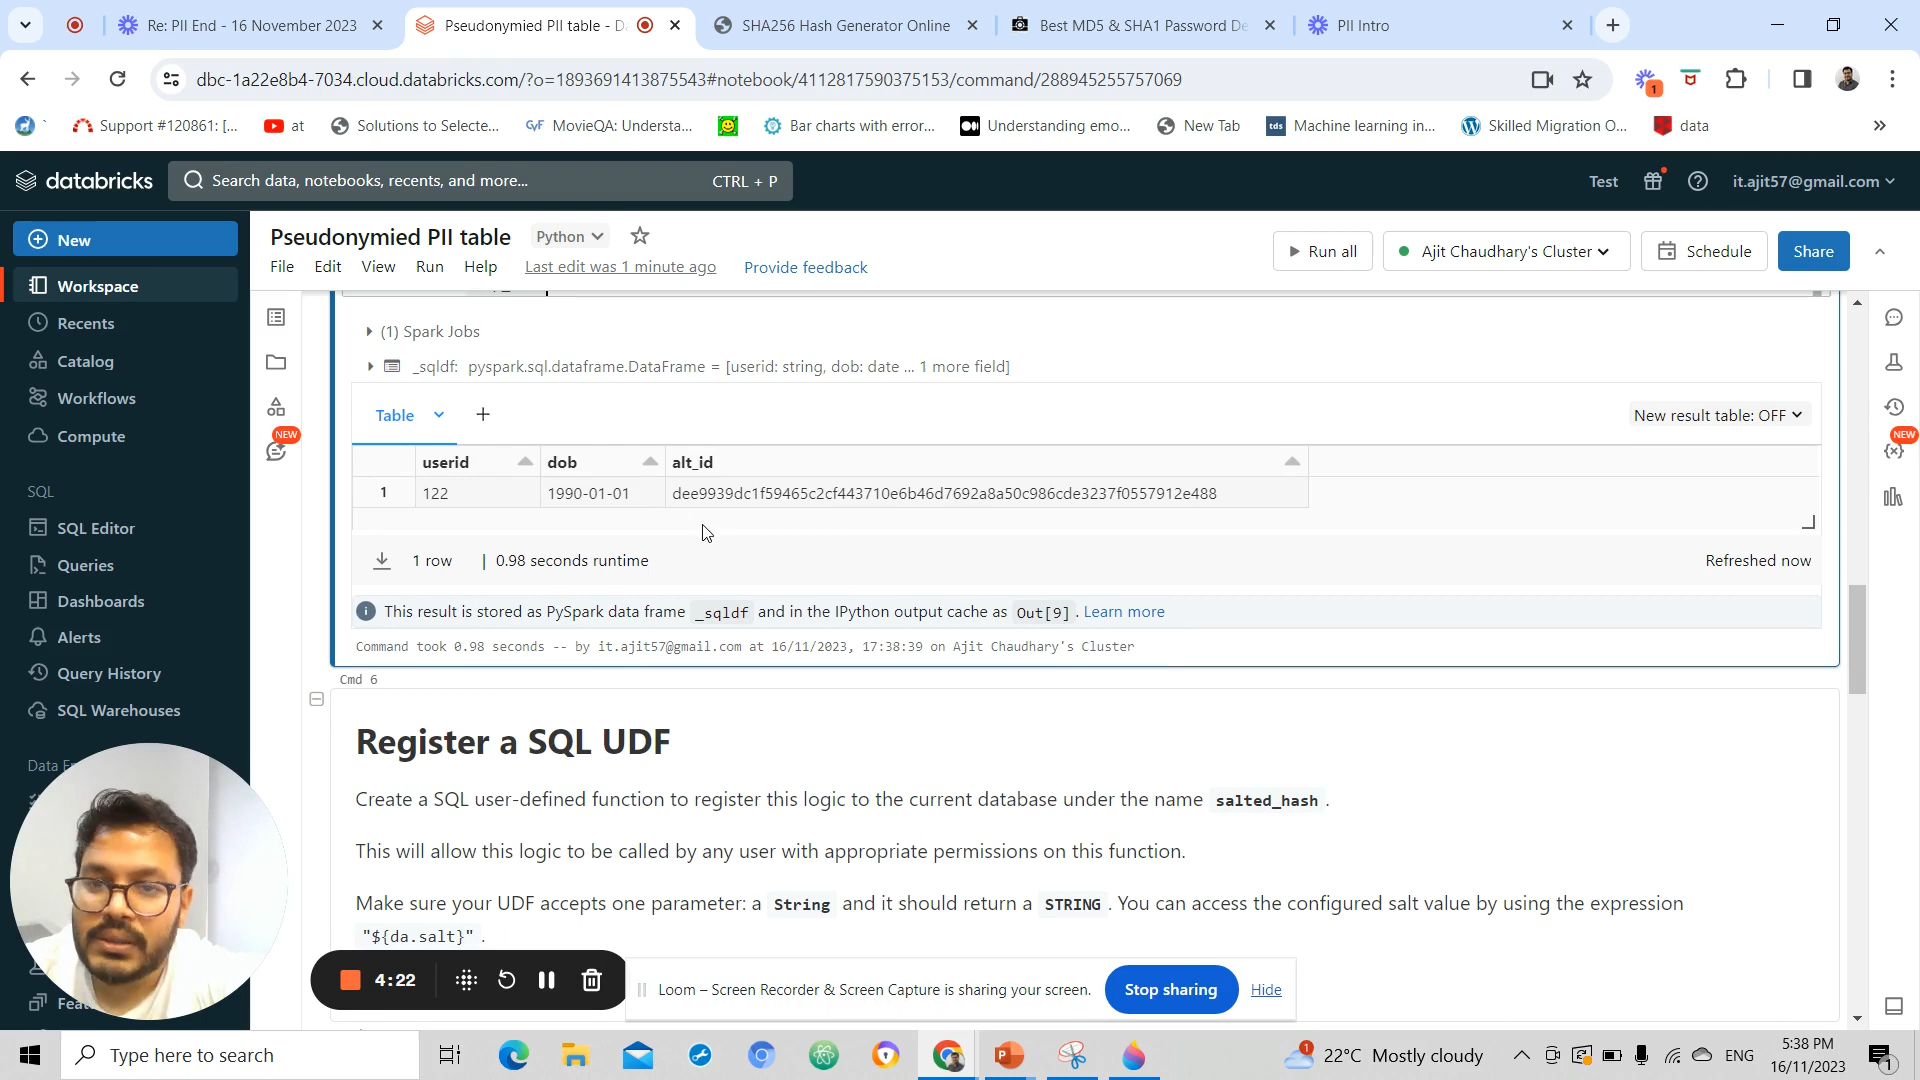 Re: PII End - 16 November 2023
Pseudonymied PII table - D
SHA256 Hash Generator Online
Best MD5 & SHA1 Password De
PII Intro
dbc-1a22e8b4-7034.cloud.databricks.com/?o=1893691413875543#notebook/4112817590375153/command/288945255757069
1
Support #120861: [...
at
Solutions to Selecte...
GVF
MovieQA: Understa...
Bar charts with error...
Understanding emo...
New Tab
tds
Machine learning in...
Skilled Migration O...
data
databricks
Search data, notebooks, recents, and more...
CTRL + P
Test
it.ajit57@gmail.com
New
Workspace
Recents
Catalog
Workflows
Compute
SQL
SQL Editor
Queries
Dashboards
Alerts
Query History
SQL Warehouses
Data E
Feat
Pseudonymied PII table
Python
File
Edit
View
Run
Help
Last edit was 1 minute ago
Provide feedback
Run all
Ajit Chaudhary's Cluster
Schedule
Share
NEW
NEW
(1) Spark Jobs
_sqldf: pyspark.sql.dataframe.DataFrame = [userid: string, dob: date ... 1 more field]
Table
+
New result table: OFF
userid
dob
alt_id
1
122
1990-01-01
dee9939dc1f59465c2cf443710e6b46d7692a8a50c986cde3237f0557912e488
1 row | 0.98 seconds runtime
Refreshed now
This result is stored as PySpark data frame _sqldf and in the IPython output cache as Out[9]. Learn more
Command took 0.98 seconds -- by it.ajit57@gmail.com at 16/11/2023, 17:38:39 on Ajit Chaudhary's Cluster
Cmd 6
Register a SQL UDF
Create a SQL user-defined function to register this logic to the current database under the name salted_hash.
This will allow this logic to be called by any user with appropriate permissions on this function.
Make sure your UDF accepts one parameter: a String and it should return a STRING. You can access the configured salt value by using the expression
"${da.salt}".
4:22
Loom – Screen Recorder & Screen Capture is sharing your screen.
Stop sharing
Hide
Type here to search
1
22°C Mostly cloudy
ENG
5:38 PM
16/11/2023
1